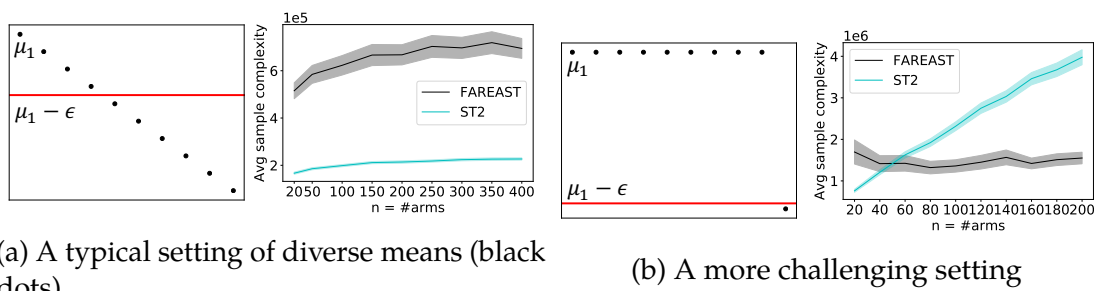 μ₁
μ₁ − ϵ
1e5
Avg sample complexity
6
4
2
FAREAST
ST2
2050 100 150 200 250 300 350 400
n = #arms
μ₁
μ₁ − ϵ
1e6
Avg sample complexity
4
3
2
1
FAREAST
ST2
20 40 60 80 100120140160180200
n = #arms
(a) A typical setting of diverse means (black
dots)
(b) A more challenging setting